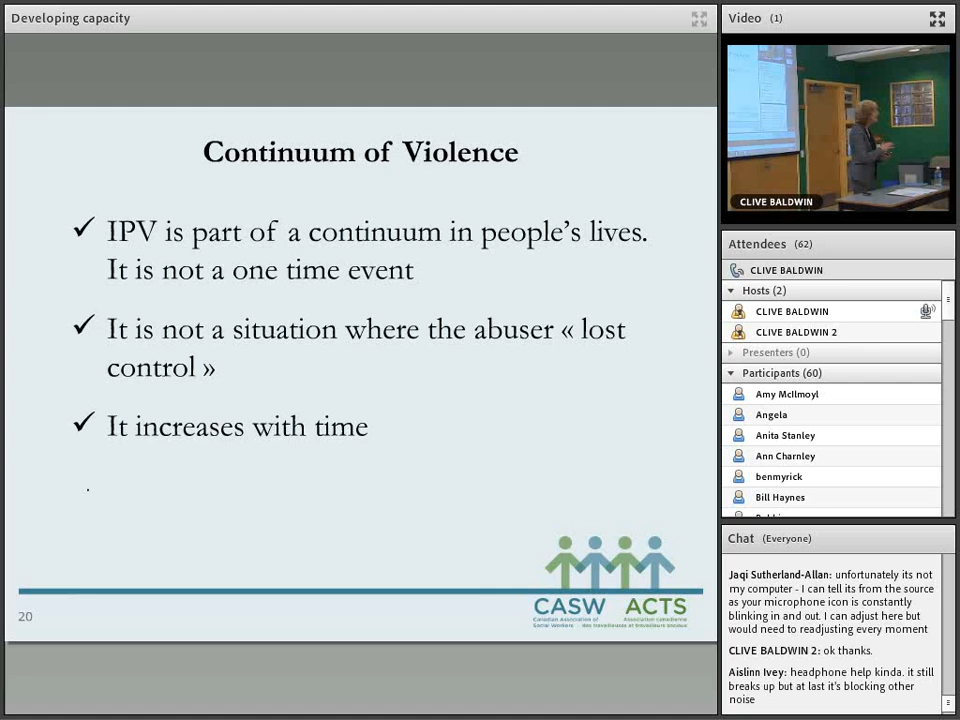 Developing capacity
Continuum of Violence
✓ IPV is part of a continuum in people's lives.
It is not a one time event
✓ It is not a situation where the abuser « lost
control »
✓ It increases with time
.
20
CASW ACTS
Canadian Association of
Social Workers
Association canadienne
des travailleuses et travailleurs sociaux
Video (1)
CLIVE BALDWIN
Attendees (62)
CLIVE BALDWIN
Hosts (2)
CLIVE BALDWIN
CLIVE BALDWIN 2
Presenters (0)
Participants (60)
Amy McIlmoyl
Angela
Anita Stanley
Ann Charnley
benmyrick
Bill Haynes
Chat (Everyone)
Jaqi Sutherland-Allan: unfortunately its not
my computer - I can tell its from the source
as your microphone icon is constantly
blinking in and out. I can adjust here but
would need to readjusting every moment
CLIVE BALDWIN 2: ok thanks.
Aislinn Ivey: headphone help kinda. it still
breaks up but at last it's blocking other
noise